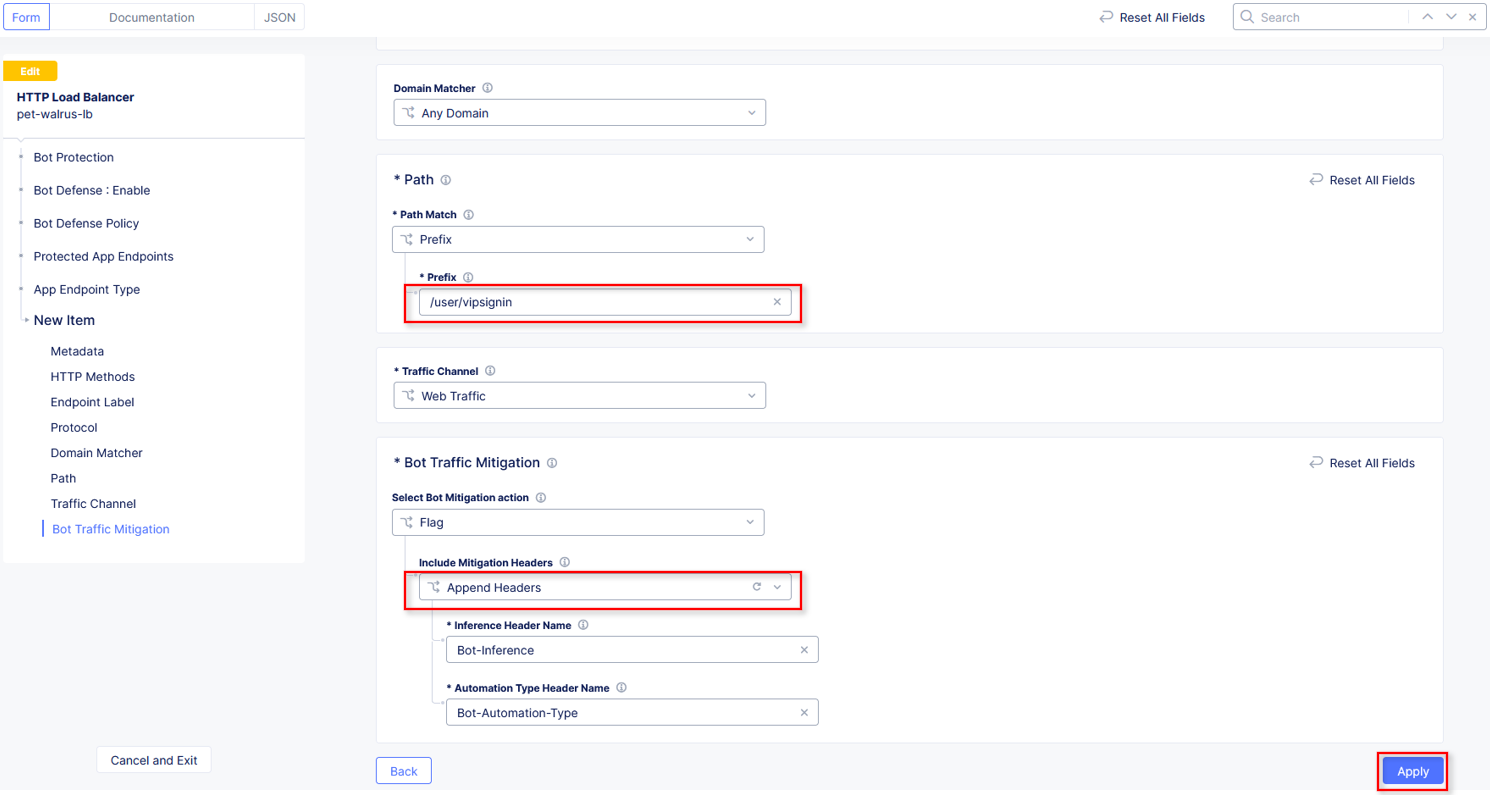 Form
Documentation
JSON
Reset All Fields
Search
Edit
HTTP Load Balancer
pet-walrus-lb
Bot Protection
Bot Defense : Enable
Bot Defense Policy
Protected App Endpoints
App Endpoint Type
New Item
Metadata
HTTP Methods
Endpoint Label
Protocol
Domain Matcher
Path
Traffic Channel
Bot Traffic Mitigation
Cancel and Exit
Domain Matcher
Any Domain
* Path
Reset All Fields
* Path Match
Prefix
* Prefix
/user/vipsignin
* Traffic Channel
Web Traffic
* Bot Traffic Mitigation
Reset All Fields
Select Bot Mitigation action
Flag
Include Mitigation Headers
Append Headers
* Inference Header Name
Bot-Inference
* Automation Type Header Name
Bot-Automation-Type
Back
Apply